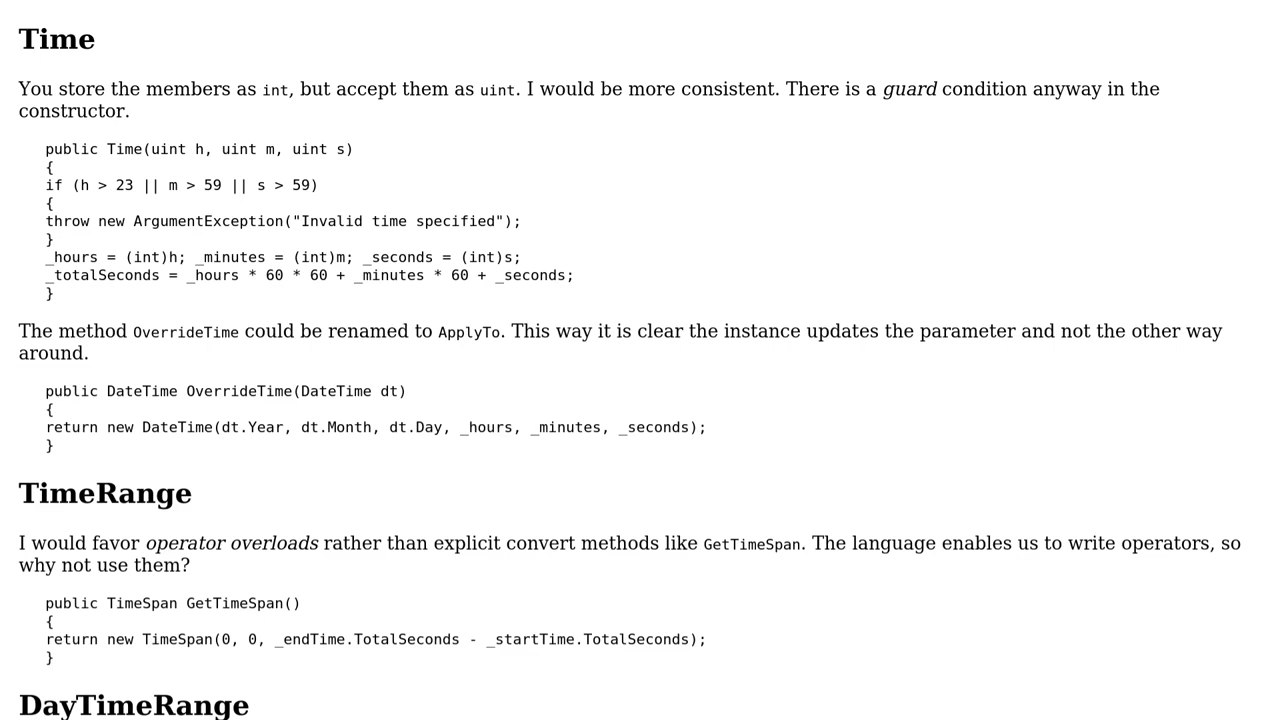 Time
You store the members as int, but accept them as uint. I would be more consistent. There is a guard condition anyway in the
constructor.
public Time(uint h, uint m, uint s)
{
if (h > 23 || m > 59 || s > 59)
{
throw new ArgumentException("Invalid time specified");
}
_hours = (int)h; _minutes = (int)m; _seconds = (int)s;
_totalSeconds = _hours * 60 * 60 + _minutes * 60 + _seconds;
}
The method OverrideTime could be renamed to ApplyTo. This way it is clear the instance updates the parameter and not the other way
around.
public DateTime OverrideTime(DateTime dt)
{
return new DateTime(dt.Year, dt.Month, dt.Day, _hours, _minutes, _seconds);
}
TimeRange
I would favor operator overloads rather than explicit convert methods like GetTimeSpan. The language enables us to write operators, so
why not use them?
public TimeSpan GetTimeSpan()
{
return new TimeSpan(0, 0, _endTime.TotalSeconds - _startTime.TotalSeconds);
}
DayTimeRange